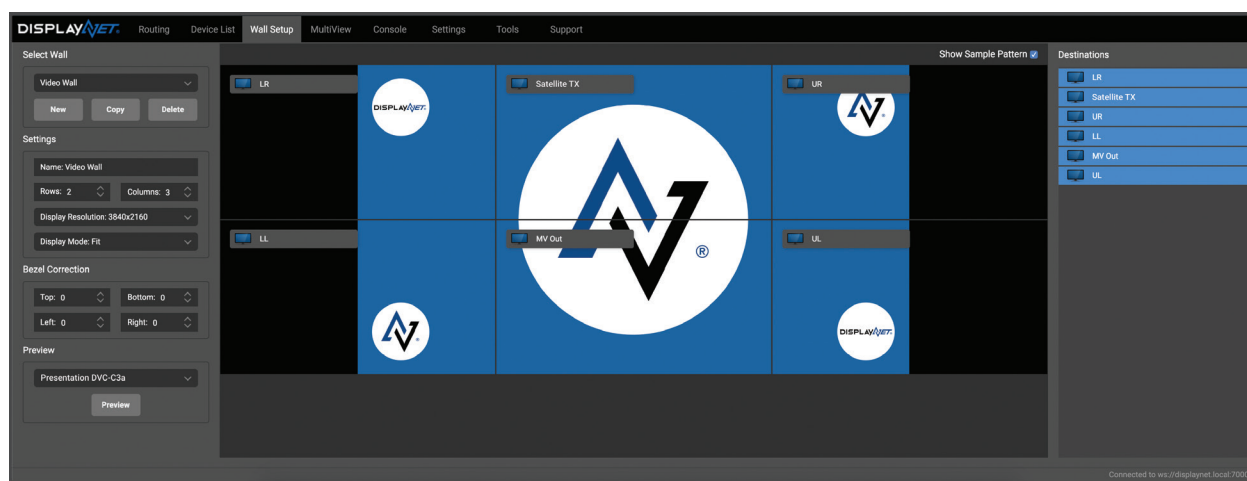 DISPLAYNET® Routing Device List Wall Setup MultiView Console Settings Tools Support
Select Wall
Video Wall
New Copy Delete
Settings
Name: Video Wall
Rows: 2 Columns: 3
Display Resolution: 3840x2160
Display Mode: Fit
Bezel Correction
Top: 0 Bottom: 0
Left: 0 Right: 0
Preview
Presentation DVC-C3a
Preview
Show Sample Pattern
LR Satellite TX UR
DISPLAYNET®
LL MV Out UL
®
DISPLAYNET®
Destinations
LR
Satellite TX
UR
LL
MV Out
UL
Connected to ws://displaynet.local:7000